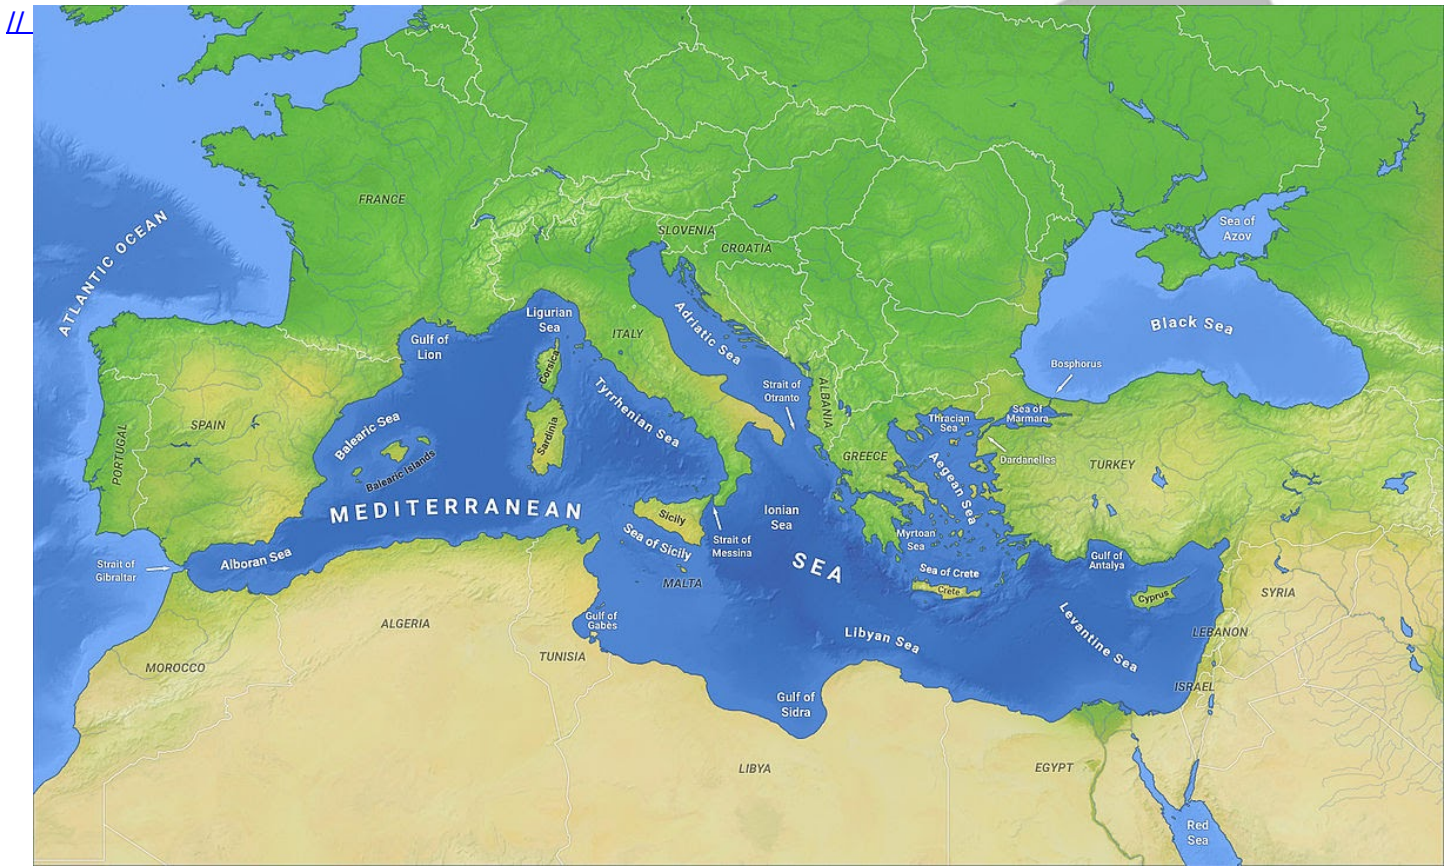 //
FRANCE
ATLANTIC OCEAN
SLOVENIA
CROATIA
Sea of
Azov
Black Sea
Ligurian
Sea
ITALY
Adriatic Sea
Gulf of
Lion
Corsica
Bosphorus
Strait of
Otranto
ALBANIA
Tyrrhenian Sea
Thracian
Sea
Sea of
Marmara
SPAIN
PORTUGAL
Balearic Sea
Balearic Islands
Sardinia
GREECE
Aegean Sea
Dardanelles
TURKEY
MEDITERRANEAN
SEA
Sicily
Ionian
Sea
Strait of
Messina
Sea of Sicily
MALTA
Myrtoan
Sea
Sea of Crete
Crete
Gulf of
Antalya
Cyprus
SYRIA
Strait of
Gibraltar
Alboran Sea
ALGERIA
MOROCCO
Gulf of
Gabès
TUNISIA
Libyan Sea
Levantine Sea
LEBANON
ISRAEL
Gulf of
Sidra
LIBYA
EGYPT
Red
Sea